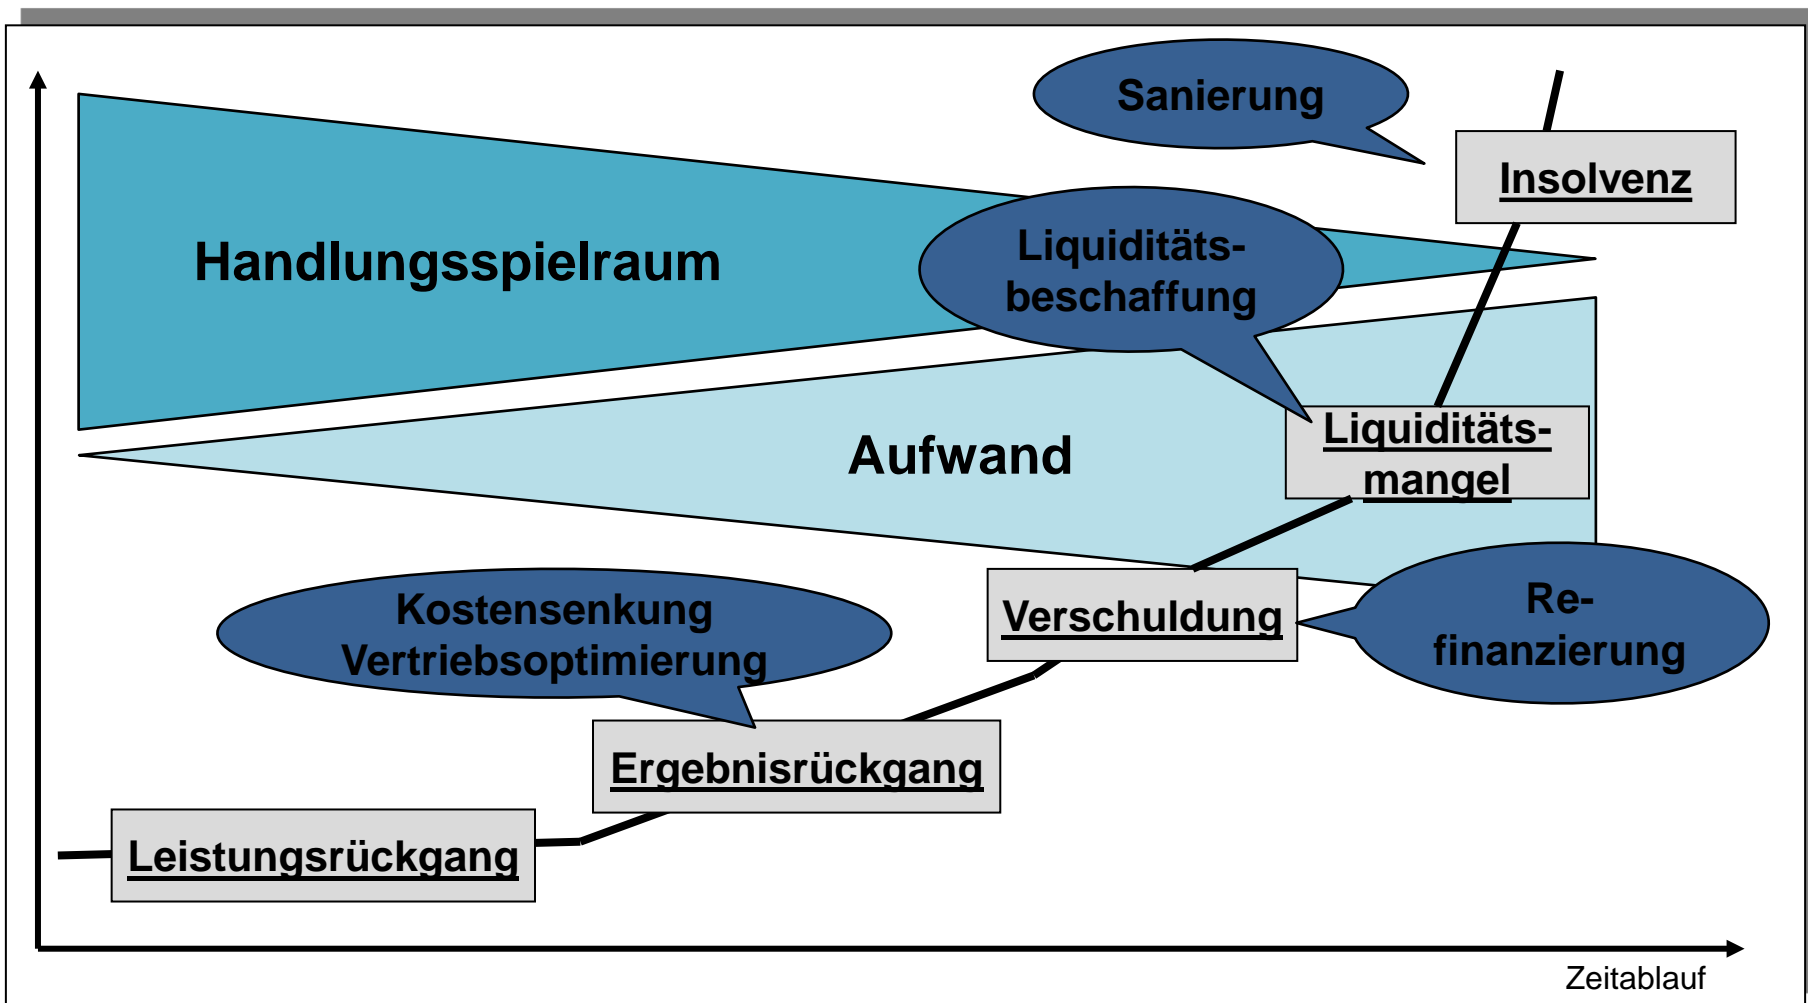 Sanierung
Insolvenz
Handlungsspielraum
Liquiditäts-
beschaffung
Liquiditäts-
mangel
Aufwand
Kostensenkung
Vertriebsoptimierung
Verschuldung
Re-
finanzierung
Ergebnisrückgang
Leistungsrückgang
Zeitablauf